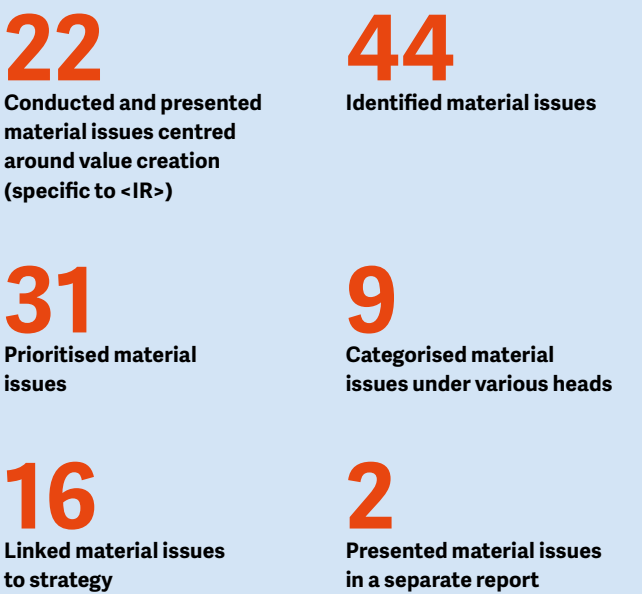 22
Conducted and presented
material issues centred
around value creation
(specific to <IR>)
44
Identified material issues
31
Prioritised material
issues
9
Categorised material
issues under various heads
16
Linked material issues
to strategy
2
Presented material issues
in a separate report